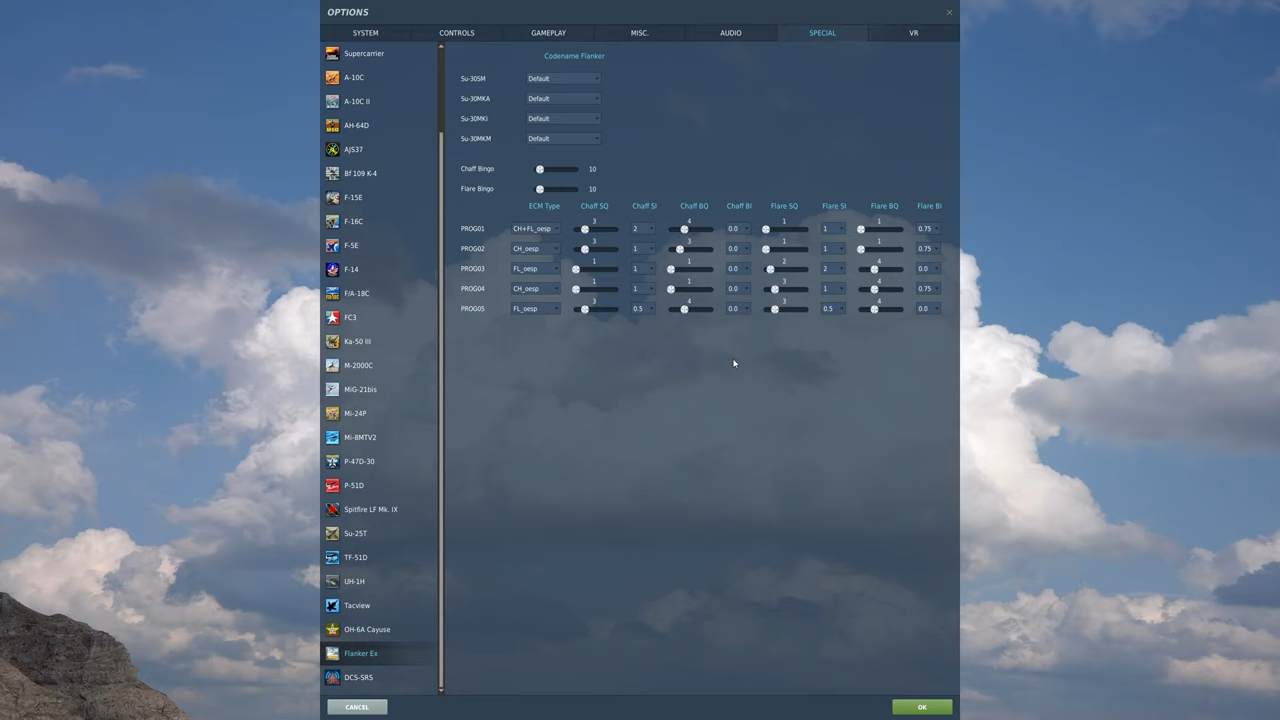 OPTIONS
SYSTEM CONTROLS GAMEPLAY MISC. AUDIO SPECIAL VR
Supercarrier
A-10C
A-10C II
AH-64D
AJS37
Bf 109 K-4
F-15E
F-16C
F-5E
F-14
F/A-18C
FC3
Ka-50 III
M-2000C
MiG-21bis
Mi-24P
Mi-8MTV2
P-47D-30
P-51D
Spitfire LF Mk. IX
Su-25T
TF-51D
UH-1H
Tacview
OH-6A Cayuse
Flanker Ex
DCS-SRS
Codename Flanker
Su-30SM Default
Su-30MKA Default
Su-30MKI Default
Su-30MKM Default
Chaff Bingo 10
Flare Bingo 10
ECM Type Chaff SQ Chaff SI Chaff BQ Chaff BI Flare SQ Flare SI Flare BQ Flare BI
PROG01 CH+FL_oesp 3 2 4 0.0 1 1 1 0.75
PROG02 CH_oesp 3 1 3 0.0 1 1 1 0.75
PROG03 FL_oesp 1 1 1 0.0 2 2 4 0.0
PROG04 CH_oesp 1 1 1 0.0 3 1 4 0.75
PROG05 FL_oesp 3 0.5 4 0.0 3 0.5 4 0.0
CANCEL OK